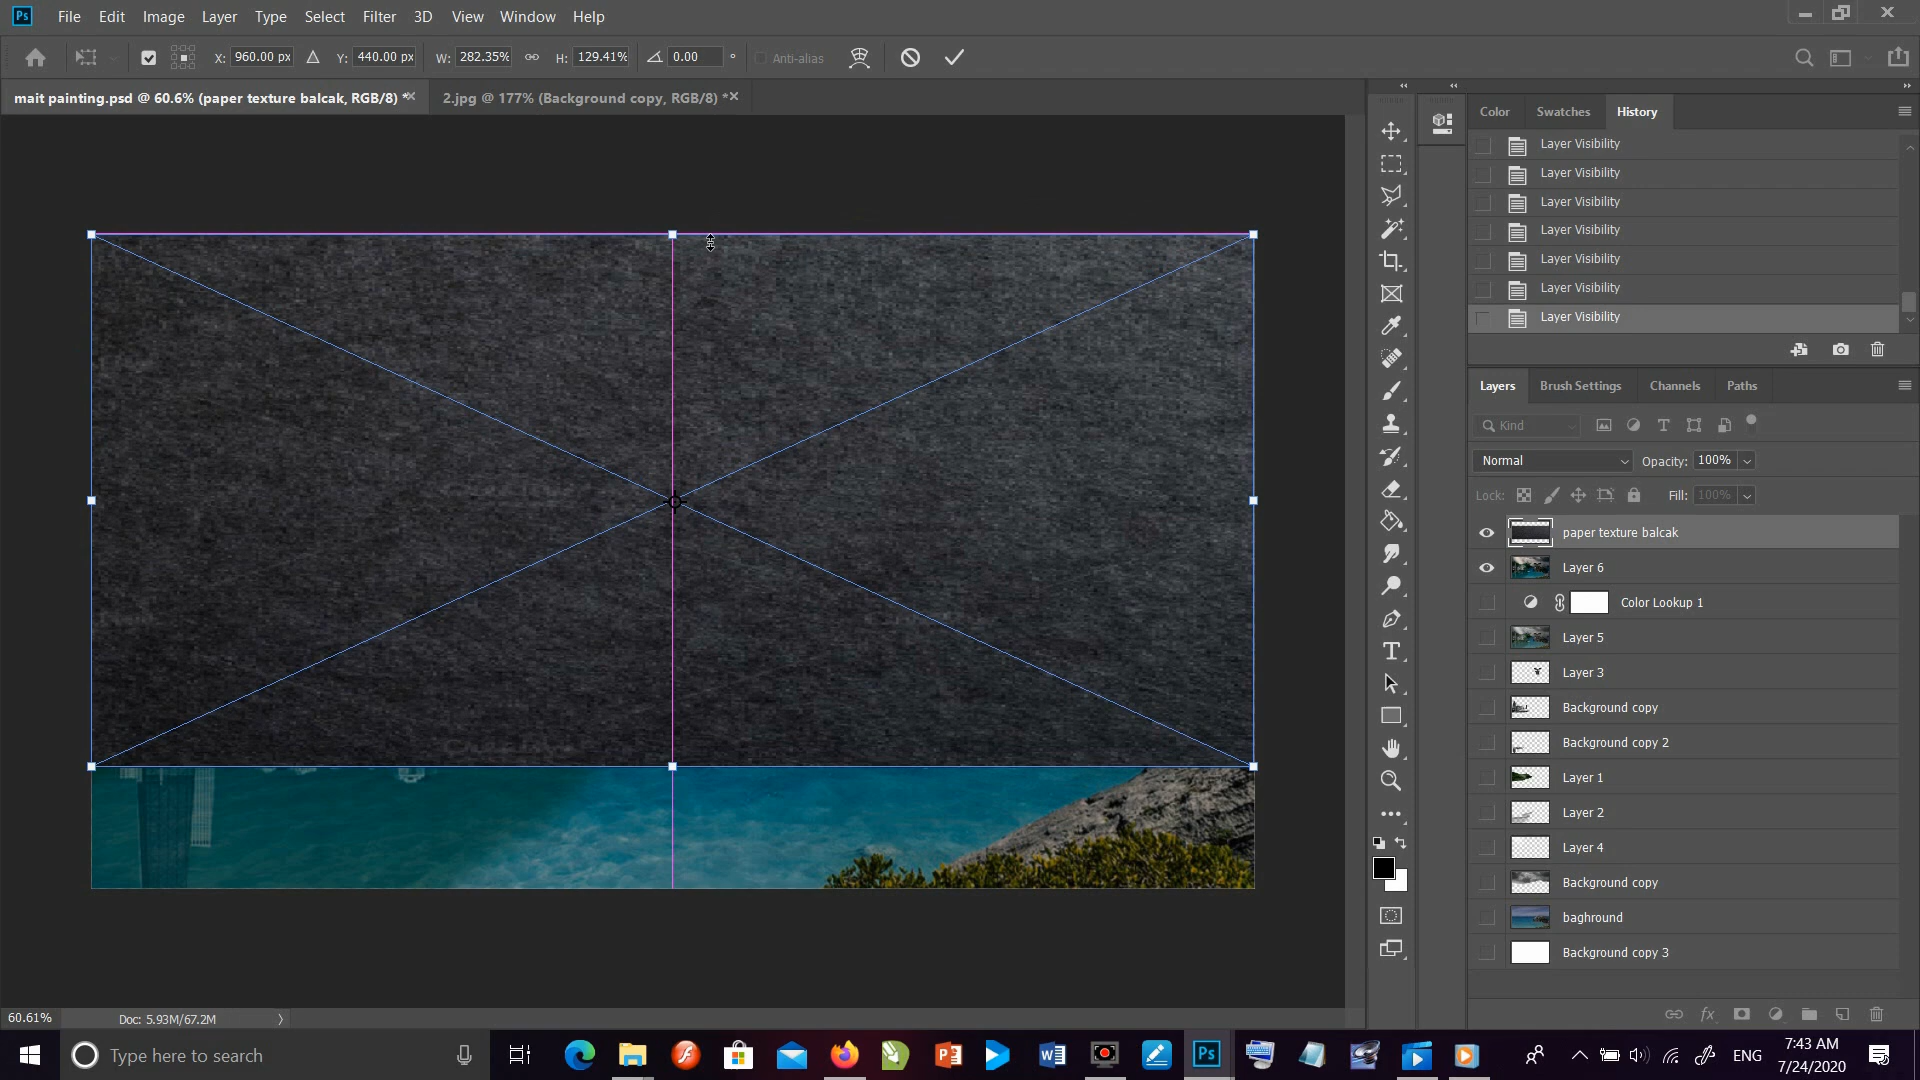 Ps File Edit Image Layer Type Select Filter 3D View Window Help
X: 960.00 px Y: 440.00 px W: 282.35% H: 129.41% 0.00 ° Anti-alias
mait painting.psd @ 60.6% (paper texture balcak, RGB/8) * 2.jpg @ 177% (Background copy, RGB/8) *
Color Swatches History
Layer Visibility
Layer Visibility
Layer Visibility
Layer Visibility
Layer Visibility
Layer Visibility
Layer Visibility
Layers Brush Settings Channels Paths
Kind
Normal Opacity: 100%
Lock: Fill: 100%
paper texture balcak
Layer 6
Color Lookup 1
Layer 5
Layer 3
Background copy
Background copy 2
Layer 1
Layer 2
Layer 4
Background copy
baghround
Background copy 3
60.61% Doc: 5.93M/67.2M
Type here to search
ENG
7:43 AM
7/24/2020